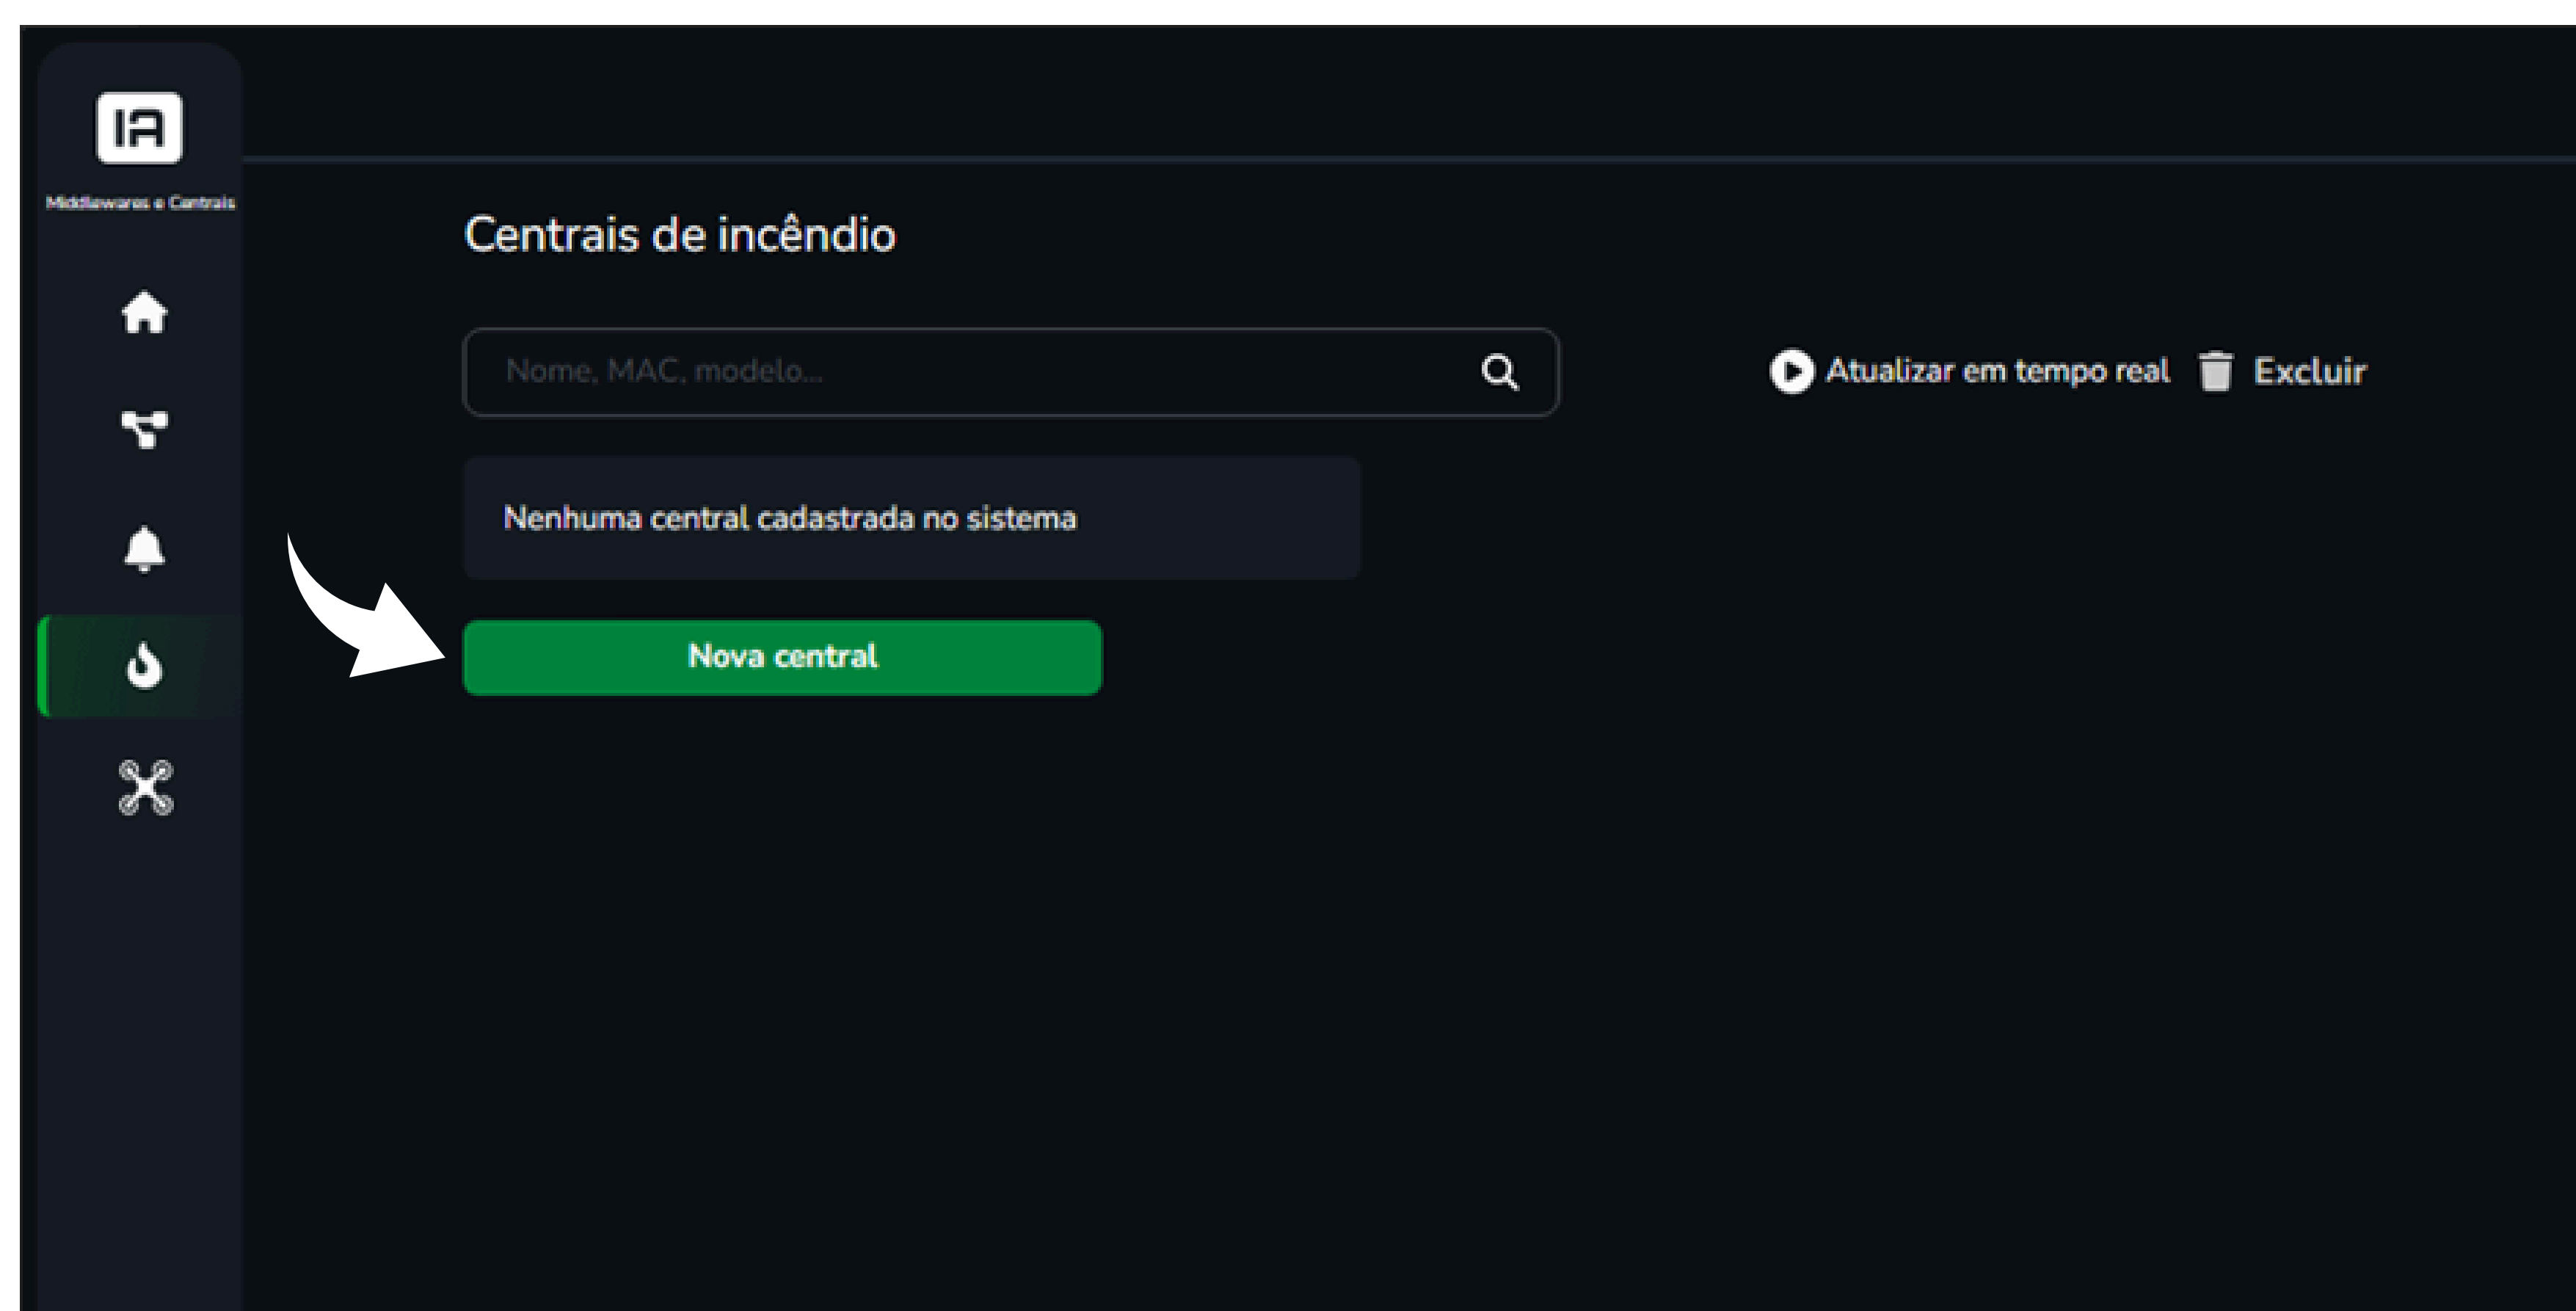 IA
Middlewares e Centrais
Centrais de incêndio
Nome, MAC, modelo...
Atualizar em tempo real
Excluir
Nenhuma central cadastrada no sistema
Nova central